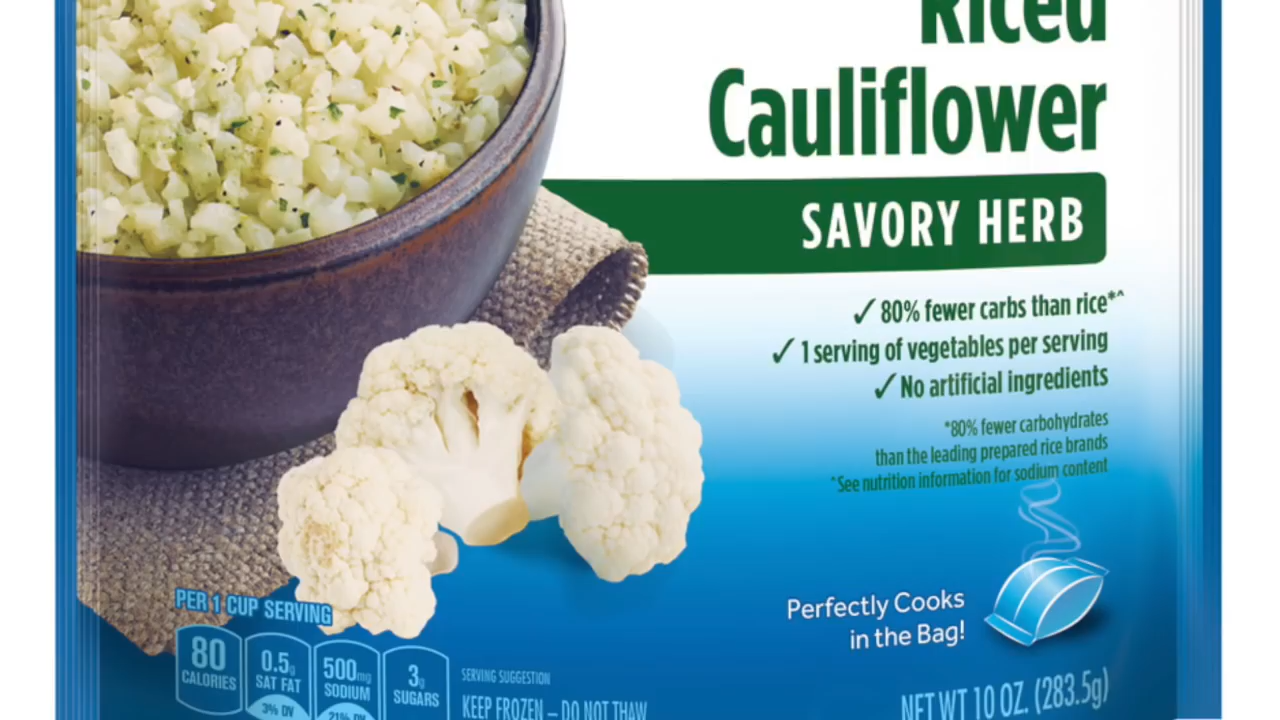 Riced
Cauliflower
SAVORY HERB
✓ 80% fewer carbs than rice*^
✓ 1 serving of vegetables per serving
✓ No artificial ingredients
*80% fewer carbohydrates
than the leading prepared rice brands
^See nutrition information for sodium content
Perfectly Cooks
in the Bag!
PER 1 CUP SERVING
80
CALORIES
0.5g
SAT FAT
3% DV
500mg
SODIUM
21% DV
3g
SUGARS
SERVING SUGGESTION
KEEP FROZEN – DO NOT THAW
NET WT 10 OZ. (283.5g)